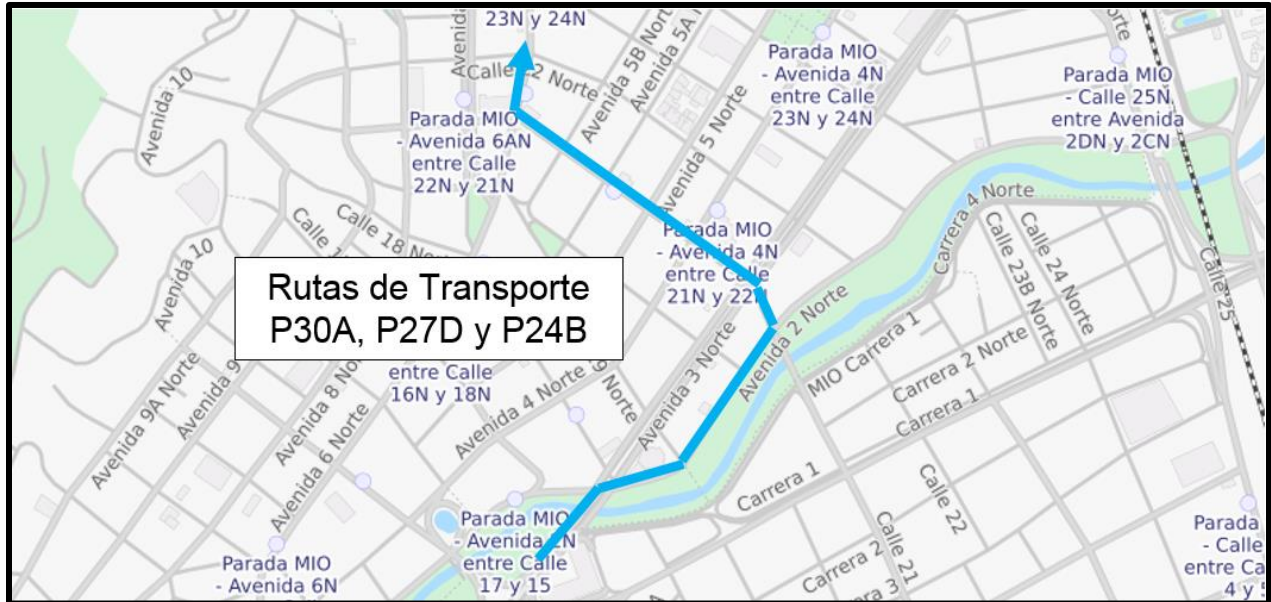 23N y 24N
Avenida
Avenida 10
Calle 22 Norte
Avenida 5B Norte
Avenida 5A
Parada MIO
- Avenida 4N
entre Calle
23N y 24N
Parada MIO
- Calle 25N
entre Avenida
2DN y 2CN
Parada MIO
- Avenida 6AN
entre Calle
22N y 21N
Avenida 5 Norte
Calle 18 Norte
Avenida 10
Parada MIO
- Avenida 4N
entre Calle
21N y 22N
Carrera 4 Norte
Calle 23B Norte
Calle 24 Norte
Calle 25
Rutas de Transporte
P30A, P27D y P24B
entre Calle
16N y 18N
Avenida 9A Norte
Avenida 9
Avenida 8
Avenida 6 Norte
Avenida 4 Norte
Norte
Avenida 3 Norte
Avenida 2 Norte
MIO Carrera 1
Carrera 2 Norte
Carrera 1
Carrera 1
Calle 22
Calle 21
Carrera 2
Carrera 3
Parada MIO
- Avenida 2N
entre Calle
17 y 15
Parada MIO
- Avenida 6N
Parada
- Calle